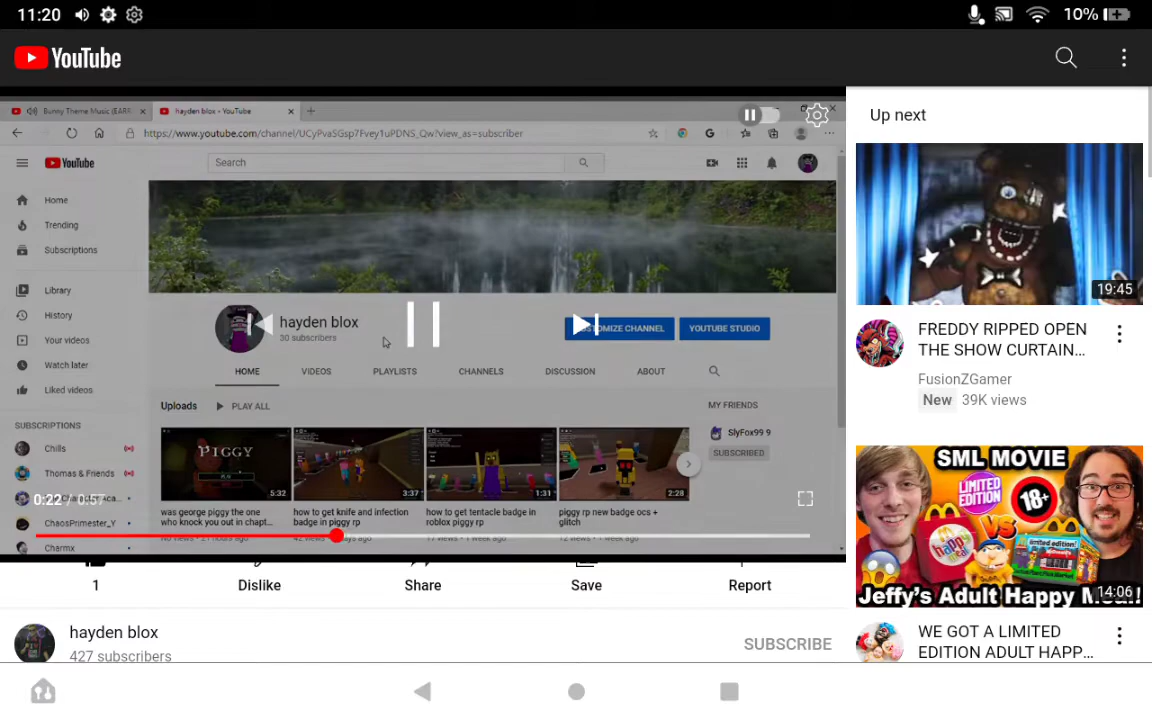 11:20
10%
YouTube
Bunny Theme Music (EAR
hayden blox - YouTube
https://www.youtube.com/channel/UCyPvaSGsp7Fvey1uPDNS_Qw?view_as=subscriber
YouTube
Search
Home
Trending
Subscriptions
Library
History
Your videos
Watch later
Liked videos
SUBSCRIPTIONS
Chills
Thomas & Friends
ChaosPrimester_Y
Charmx
hayden blox
30 subscribers
CUSTOMIZE CHANNEL
YOUTUBE STUDIO
HOME
VIDEOS
PLAYLISTS
CHANNELS
DISCUSSION
ABOUT
Uploads
PLAY ALL
PIGGY
5:32
3:37
1:31
2:28
was george piggy the one
who knock you out in chapt...
how to get knife and infection
badge in piggy rp
how to get tentacle badge in
roblox piggy rp
piggy rp new badge ocs +
glitch
MY FRIENDS
SlyFox99 9
SUBSCRIBED
0:22 / 0:57
1
Dislike
Share
Save
Report
hayden blox
427 subscribers
SUBSCRIBE
Up next
19:45
FREDDY RIPPED OPEN
THE SHOW CURTAIN...
FusionZGamer
New 39K views
SML MOVIE
LIMITED
EDITION
18+
VS
happy
limited edition!
Jeffy's Adult Happy Meal!
14:06
WE GOT A LIMITED
EDITION ADULT HAPP...